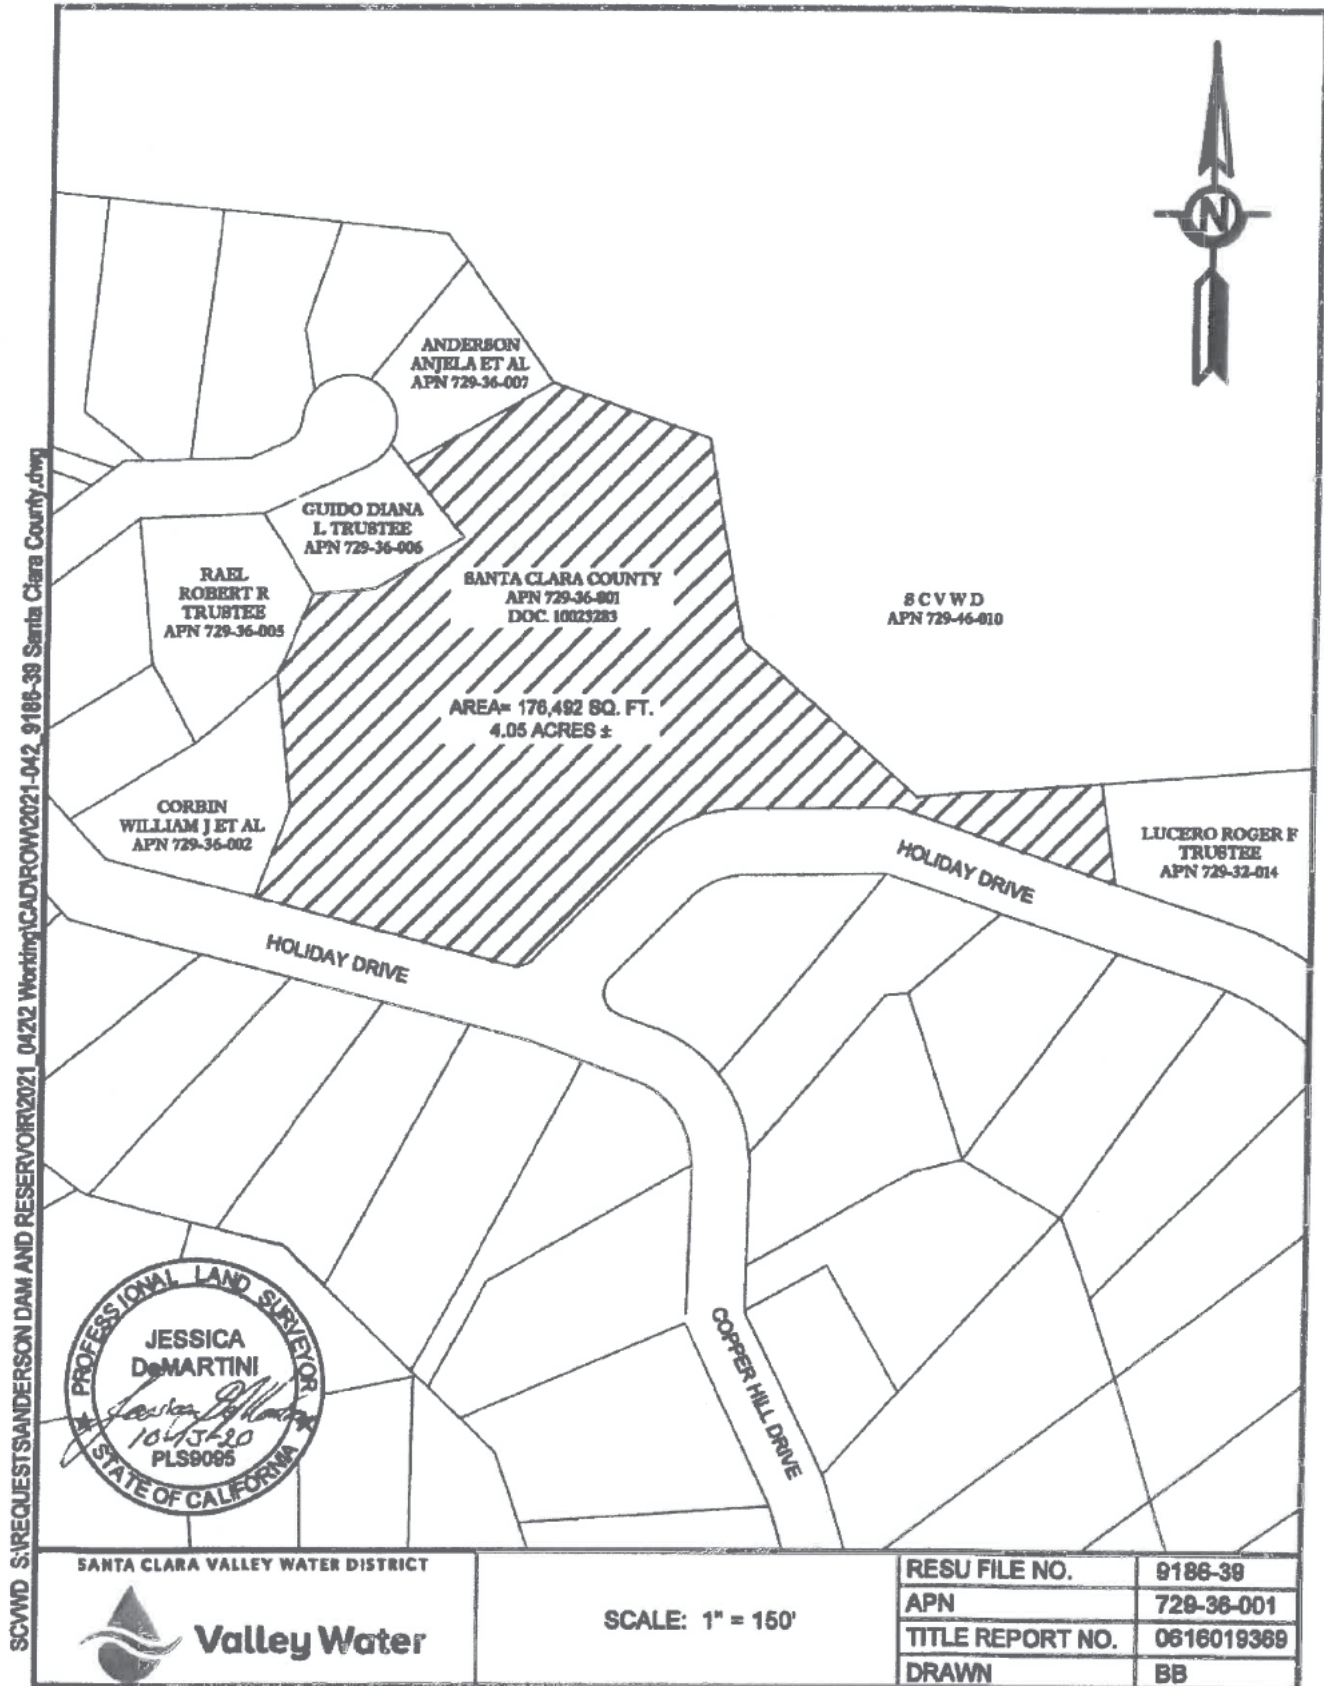 N
ANDERSON
ANJELA ET AL
APN 729-36-007
GUIDO DIANA
L TRUSTEE
APN 729-36-006
RAEL
ROBERT R
TRUSTEE
APN 729-36-005
SANTA CLARA COUNTY
APN 729-36-001
DOC. 10023283
SCVWD
APN 729-46-010
AREA= 176,492 SQ. FT.
4.05 ACRES ±
CORBIN
WILLIAM J ET AL
APN 729-36-002
LUCERO ROGER F
TRUSTEE
APN 729-32-014
HOLIDAY DRIVE
HOLIDAY DRIVE
COPPER HILL DRIVE
SCVWD S:\REQUESTS\ANDERSON DAM AND RESERVOIR\2021_042\2 Working\CAD\ROW\2021-042_9186-39 Santa Clara County.dwg
PROFESSIONAL LAND SURVEYOR
JESSICA
DeMARTINI
PLS9095
STATE OF CALIFORNIA
SANTA CLARA VALLEY WATER DISTRICT
Valley Water
SCALE: 1" = 150'
RESU FILE NO. 9186-39
APN 729-36-001
TITLE REPORT NO. 0616019369
DRAWN BB